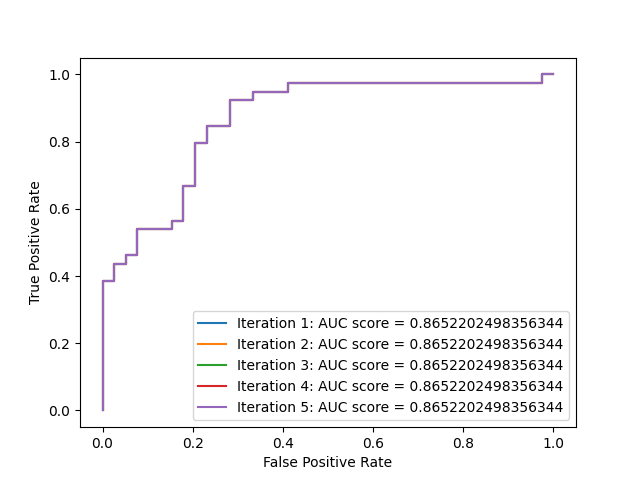 1.0
0.8
0.6
0.4
0.2
0.0
True Positive Rate
Iteration 1: AUC score = 0.8652202498356344
Iteration 2: AUC score = 0.8652202498356344
Iteration 3: AUC score = 0.8652202498356344
Iteration 4: AUC score = 0.8652202498356344
Iteration 5: AUC score = 0.8652202498356344
0.0 0.2 0.4 0.6 0.8 1.0
False Positive Rate